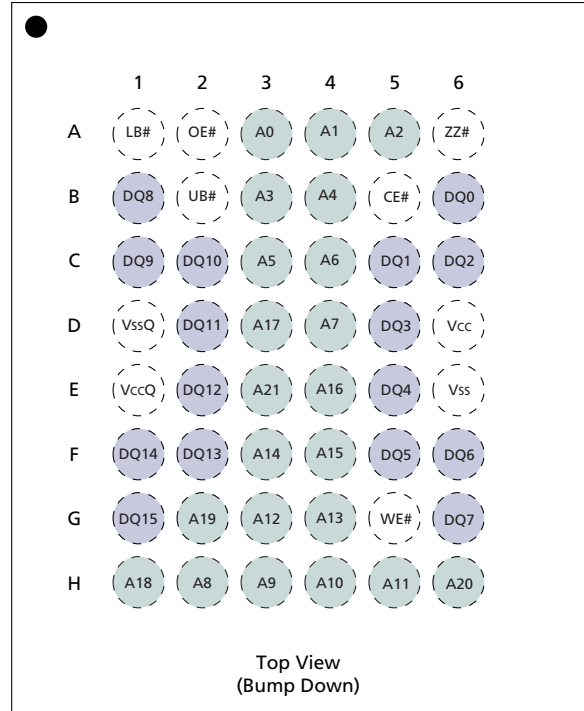 1 2 3 4 5 6
A LB# OE# A0 A1 A2 ZZ#
B DQ8 UB# A3 A4 CE# DQ0
C DQ9 DQ10 A5 A6 DQ1 DQ2
D VssQ DQ11 A17 A7 DQ3 Vcc
E VccQ DQ12 A21 A16 DQ4 Vss
F DQ14 DQ13 A14 A15 DQ5 DQ6
G DQ15 A19 A12 A13 WE# DQ7
H A18 A8 A9 A10 A11 A20
Top View
(Bump Down)